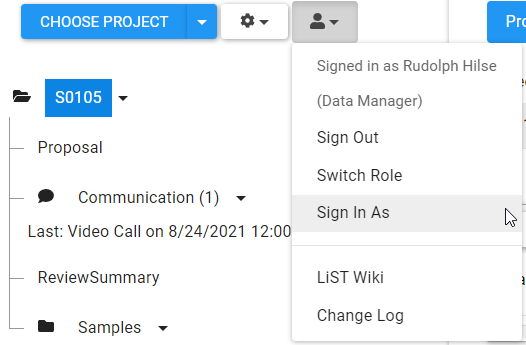 CHOOSE PROJECT
Pro
Signed in as Rudolph Hilse
(Data Manager)
Sign Out
Switch Role
Sign In As
LiST Wiki
Change Log
S0105
Proposal
Communication (1)
Last: Video Call on 8/24/2021 12:00
ReviewSummary
Samples